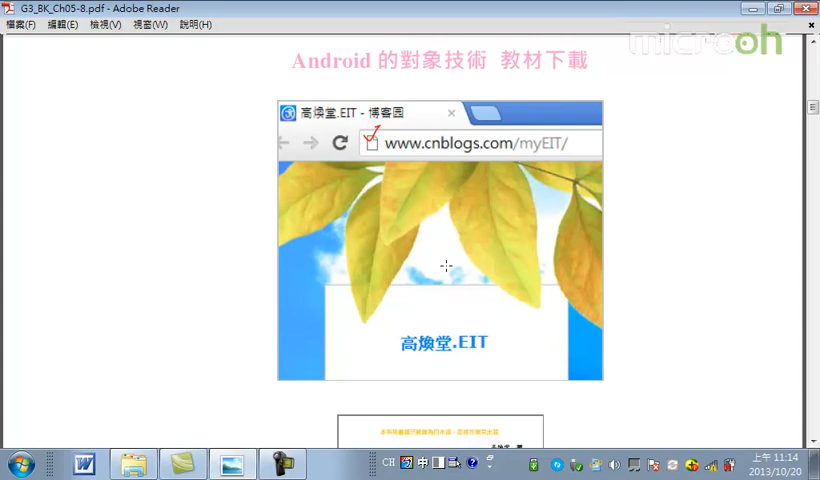 G3_BK_Ch05-8.pdf - Adobe Reader
檔案(F) 編輯(E) 檢視(V) 視窗(W) 說明(H)
microoh
Android 的對象技術 教材下載
高煥堂.EIT - 博客园
www.cnblogs.com/myEIT/
高煥堂.EIT
CH 中
上午 11:14
2013/10/20